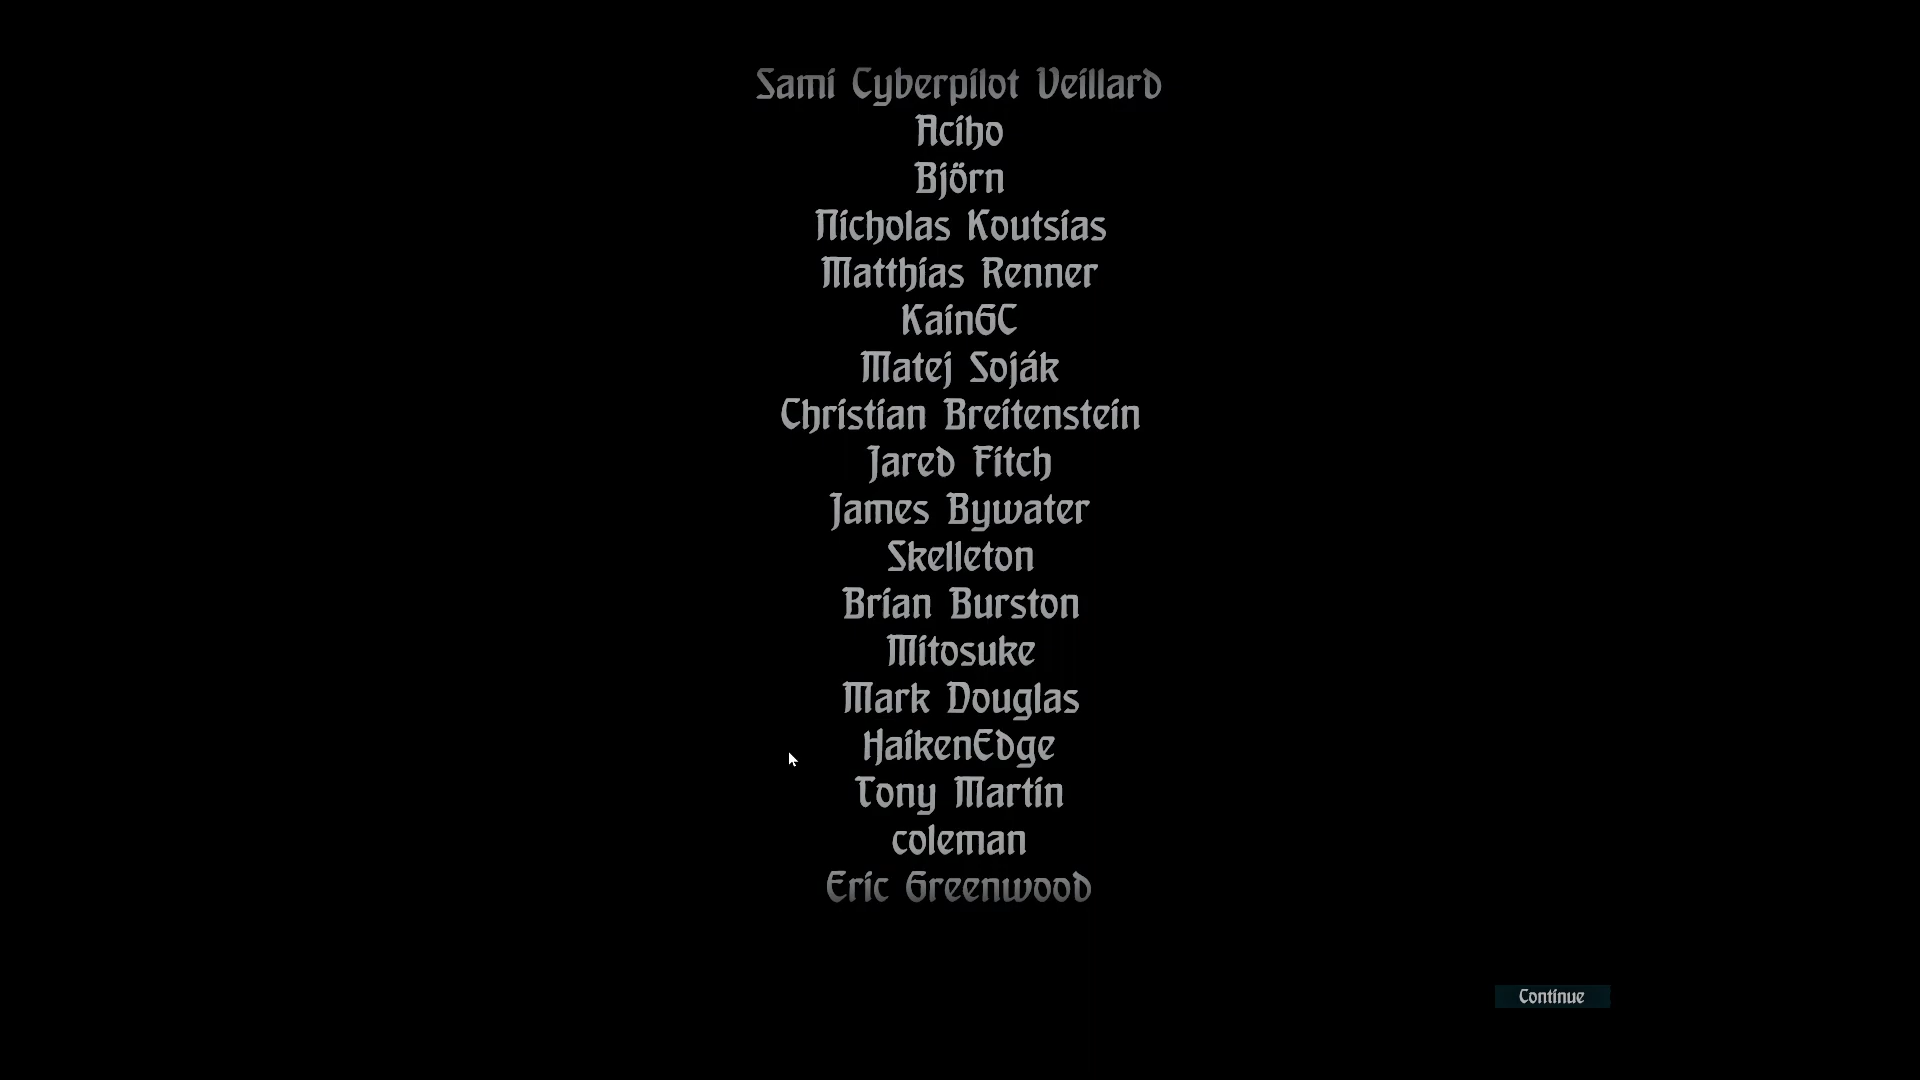 Sami Cyberpilot Veillard
Aciho
Björn
Nicholas Koutsias
Matthias Renner
KainGC
Matej Soják
Christian Breitenstein
Jared Fitch
James Bywater
Skelleton
Brian Burston
Mitosuke
Mark Douglas
HaikenEdge
Tony Martin
coleman
Eric Greenwood
Continue